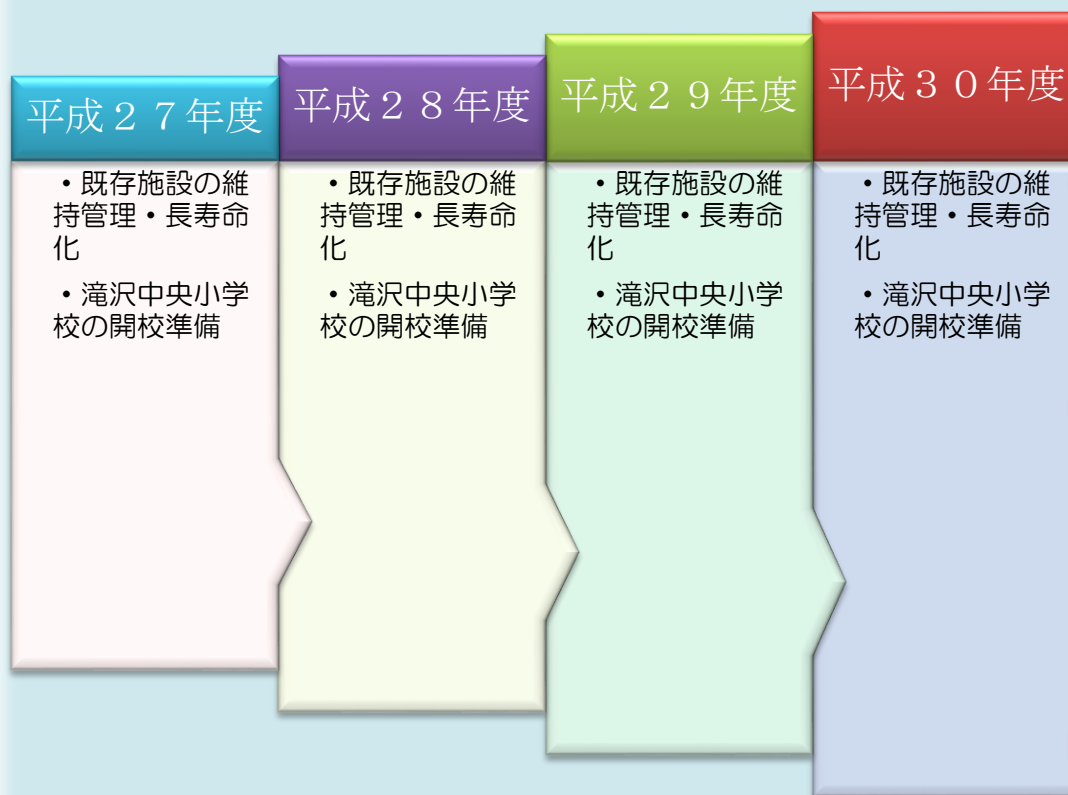 平成２７年度
・既存施設の維
持管理・長寿命
化
・滝沢中央小学
校の開校準備
平成２８年度
・既存施設の維
持管理・長寿命
化
・滝沢中央小学
校の開校準備
平成２９年度
・既存施設の維
持管理・長寿命
化
・滝沢中央小学
校の開校準備
平成３０年度
・既存施設の維
持管理・長寿命
化
・滝沢中央小学
校の開校準備